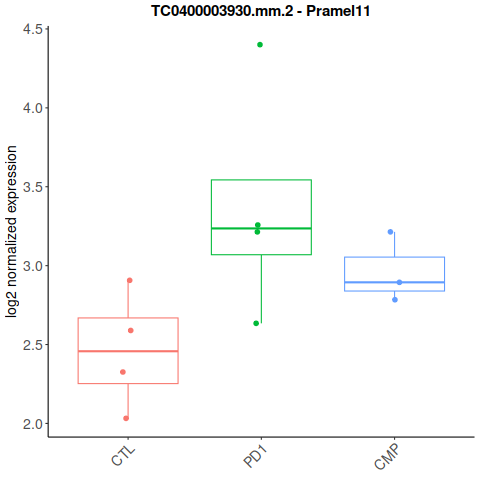 TC0400003930.mm.2 - Pramel11
log2 normalized expression
4.5
4.0
3.5
3.0
2.5
2.0
CTL
PD1
CMP